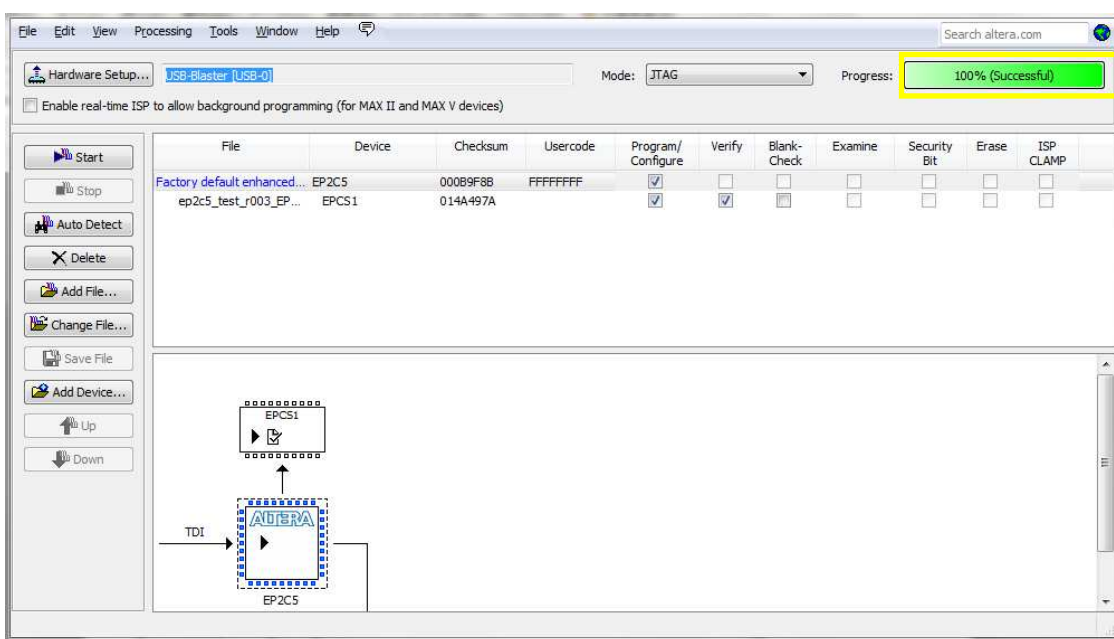 File Edit View Processing Tools Window Help
Search altera.com
Hardware Setup... USB-Blaster [USB-0] Mode: JTAG Progress: 100% (Successful)
Enable real-time ISP to allow background programming (for MAX II and MAX V devices)
Start
Stop
Auto Detect
Delete
Add File...
Change File...
Save File
Add Device...
Up
Down
File Device Checksum Usercode Program/ Verify Blank- Examine Security Erase ISP
Configure Check Bit CLAMP
Factory default enhanced... EP2C5 000B9F8B FFFFFFFF
ep2c5_test_r003_EP... EPCS1 014A497A
EPCS1
ALTERA
TDI
EP2C5